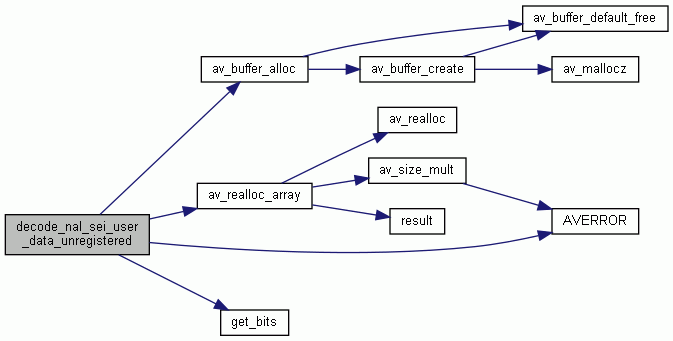 av_buffer_default_free
av_buffer_alloc
av_buffer_create
av_mallocz
av_realloc
av_size_mult
av_realloc_array
result
AVERROR
decode_nal_sei_user
_data_unregistered
get_bits